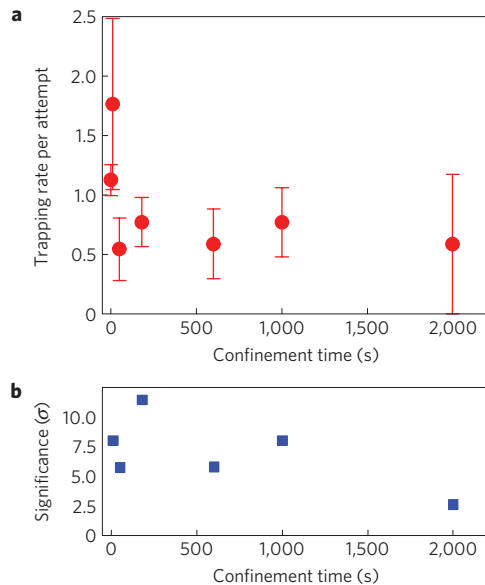 a
2.5
2.0
1.5
1.0
0.5
0
Trapping rate per attempt
0 500 1,000 1,500 2,000
Confinement time (s)
b
10.0
7.5
5.0
2.5
0
Significance (σ)
0 500 1,000 1,500 2,000
Confinement time (s)